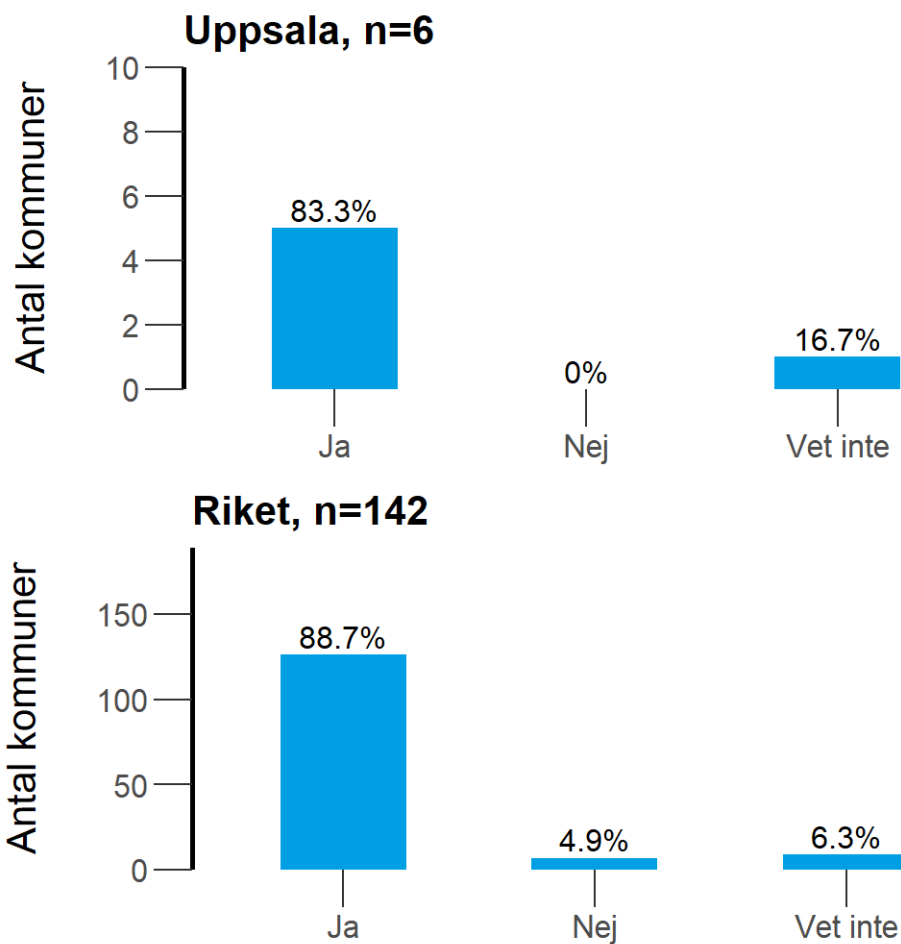 Uppsala, n=6
Antal kommuner
10
8
6
4
2
0
83.3%
0%
16.7%
Ja
Nej
Vet inte
Riket, n=142
Antal kommuner
150
100
50
0
88.7%
4.9%
6.3%
Ja
Nej
Vet inte